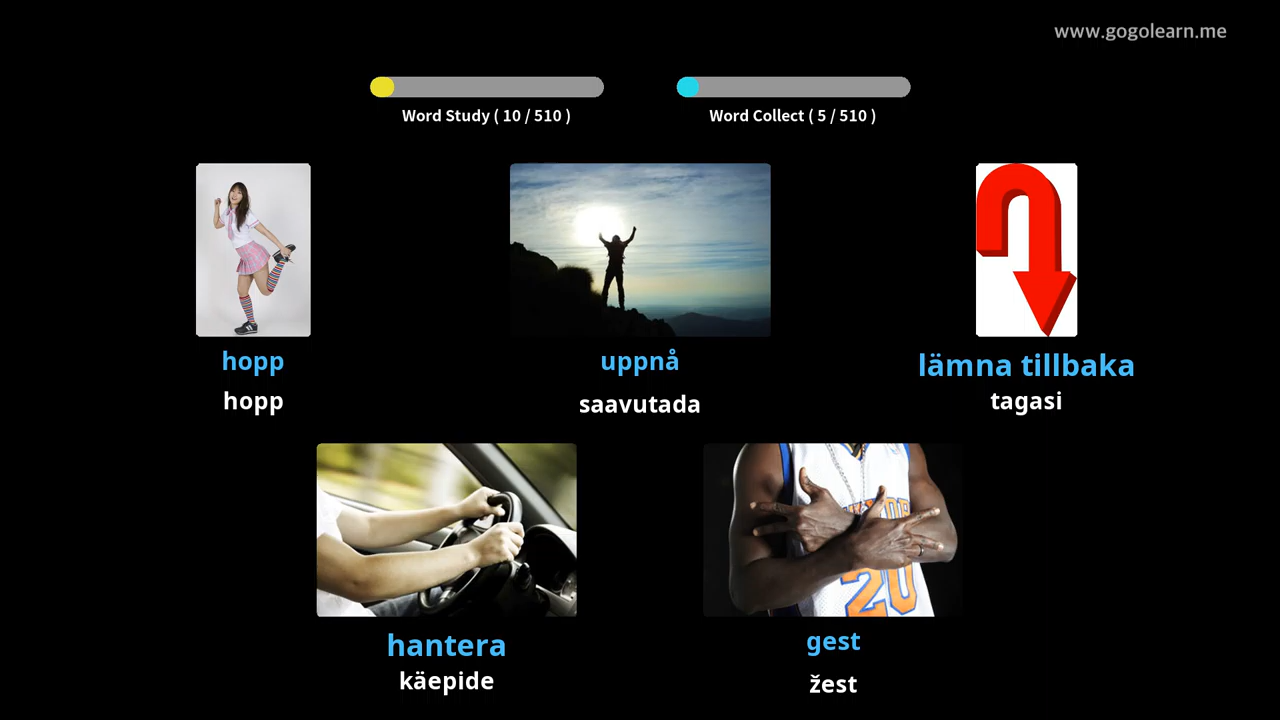 www.gogolearn.me
Word Study ( 10 / 510 )
Word Collect ( 5 / 510 )
hopp
hopp
uppnå
saavutada
lämna tillbaka
tagasi
hantera
käepide
gest
žest
20